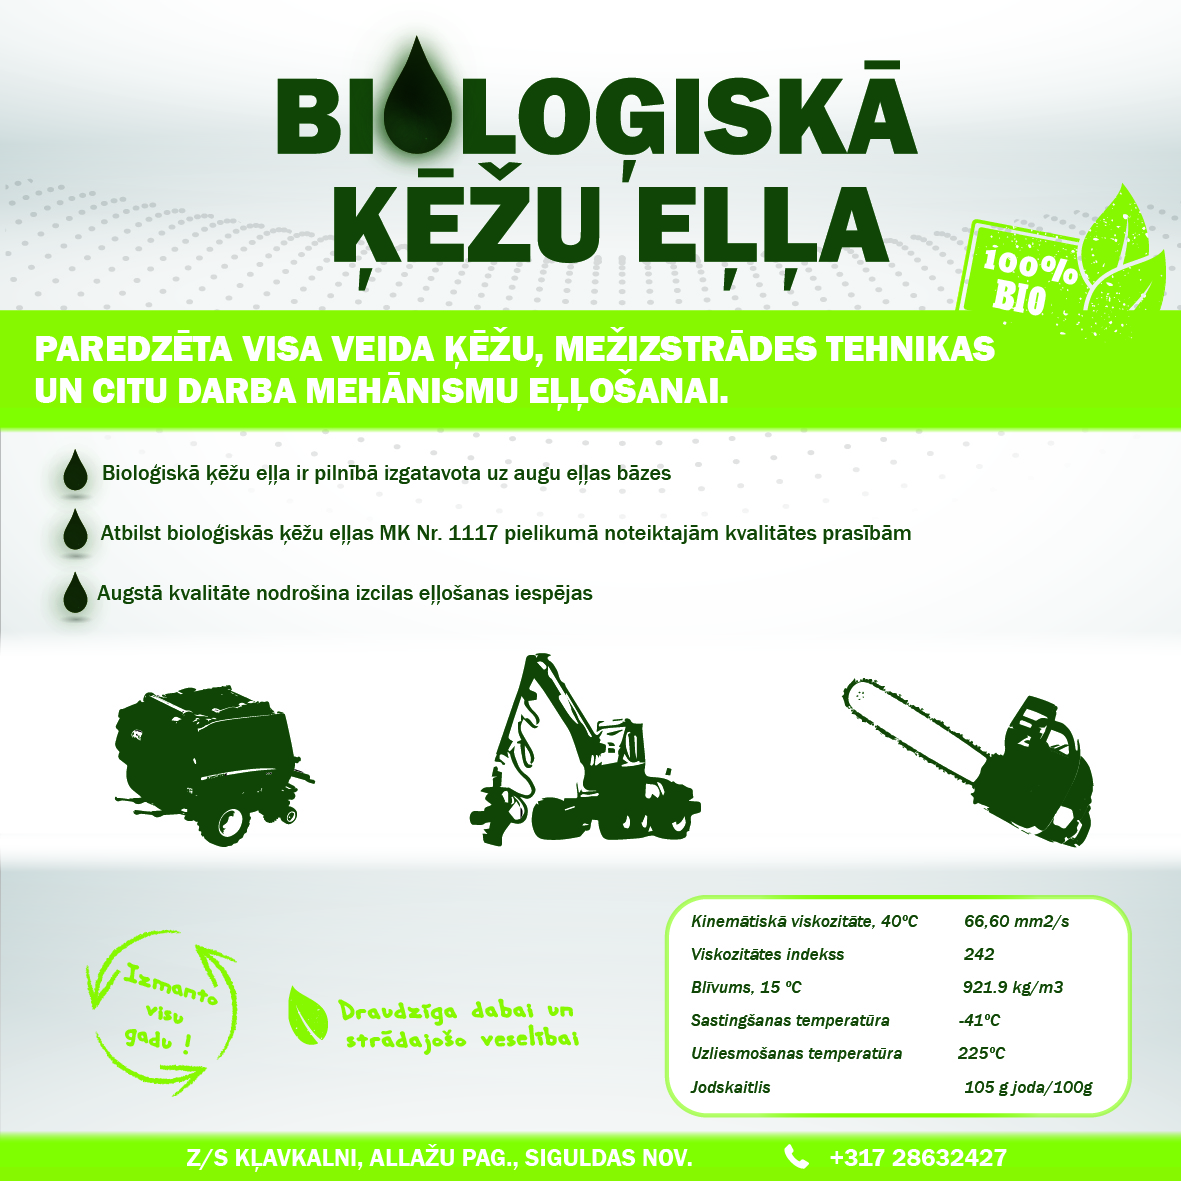 BIOLOĢISKĀ
ĶĒŽU EĻĻA
100%
BIO
PAREDZĒTA VISA VEIDA ĶĒŽU, MEŽIZSTRĀDES TEHNIKAS
UN CITU DARBA MEHĀNISMU EĻĻOŠANAI.
Bioloģiskā ķēžu eļļa ir pilnībā izgatavota uz augu eļļas bāzes
Atbilst bioloģiskās ķēžu eļļas MK Nr. 1117 pielikumā noteiktajām kvalitātes prasībām
Augstā kvalitāte nodrošina izcilas eļļošanas iespējas
Izmanto
visu
gadu !
Draudzīga dabai un
strādajošo veselībai
Kinemātiskā viskozitāte, 40ºC 66,60 mm2/s
Viskozitātes indekss 242
Blīvums, 15 ºC 921.9 kg/m3
Sastingšanas temperatūra -41ºC
Uzliesmošanas temperatūra 225ºC
Jodskaitlis 105 g joda/100g
Z/S KĻAVKALNI, ALLAŽU PAG., SIGULDAS NOV. +317 28632427